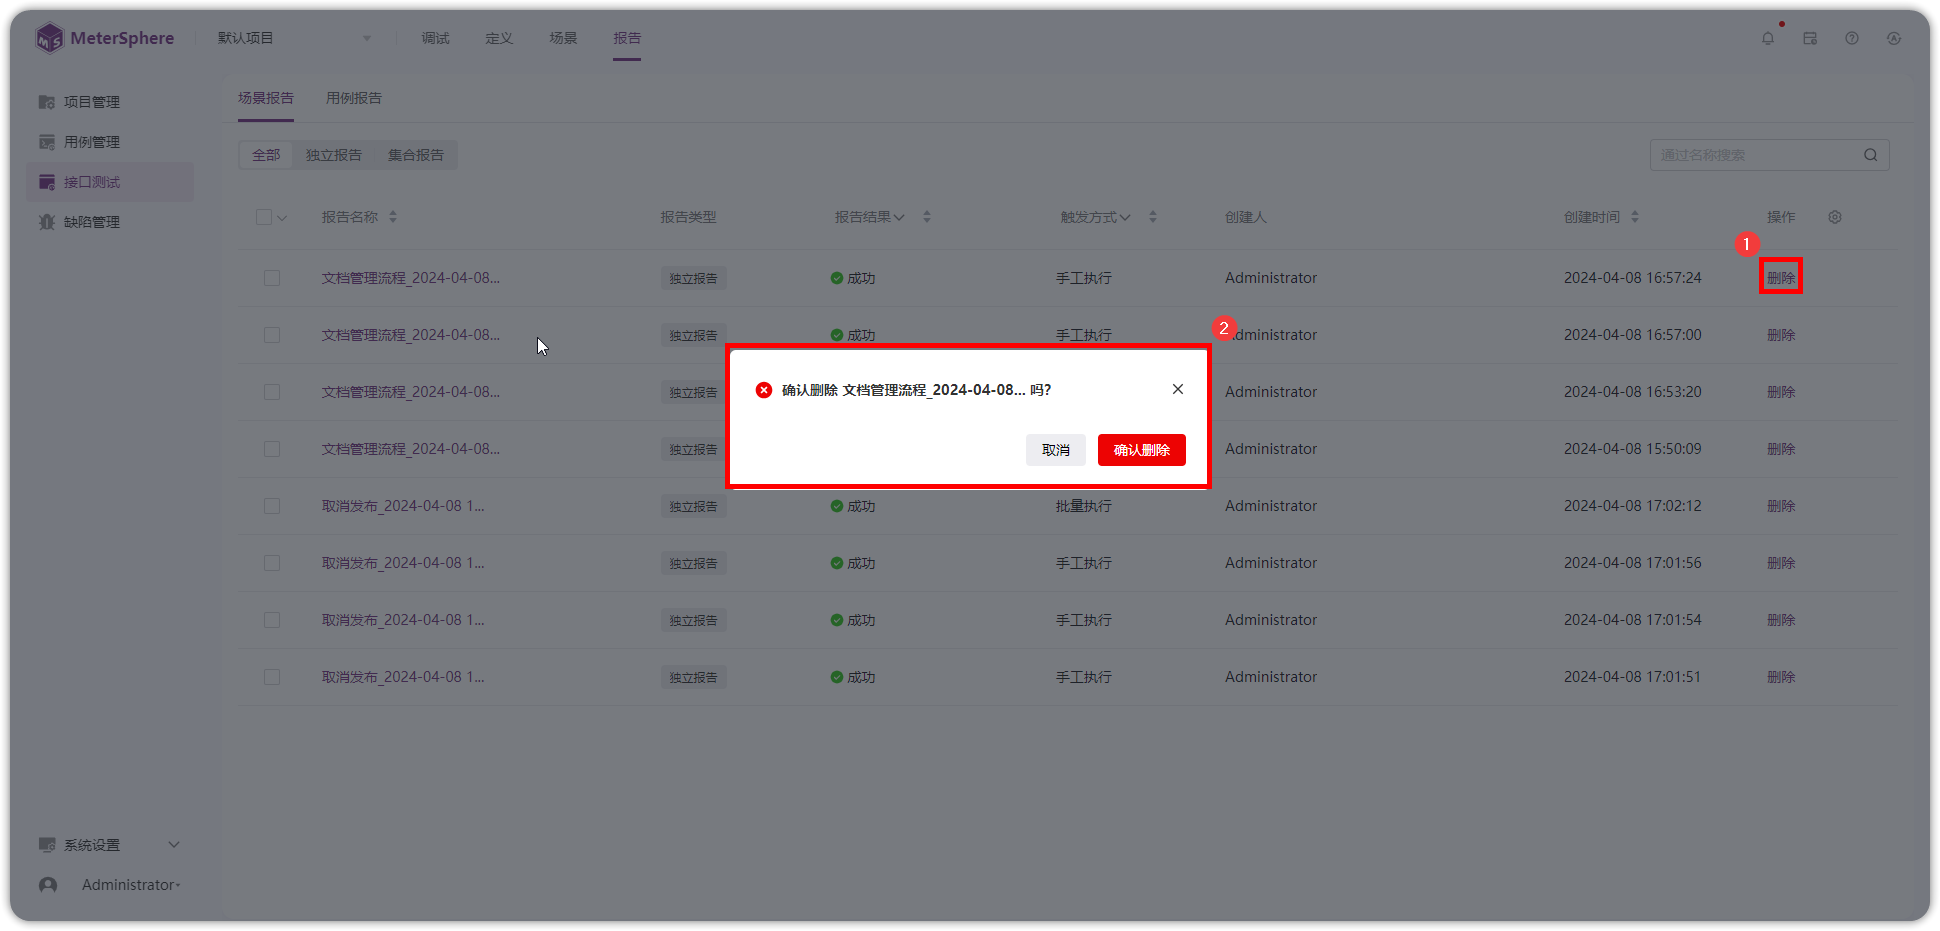 MeterSphere 默认项目 调试 定义 场景 报告
项目管理
用例管理
接口测试
缺陷管理
场景报告 用例报告
全部 独立报告 集合报告 通过名称搜索
报告名称 报告类型 报告结果 触发方式 创建人 创建时间 操作
1
文档管理流程_2024-04-08... 独立报告 成功 手工执行 Administrator 2024-04-08 16:57:24 删除
2
文档管理流程_2024-04-08... 独立报告 成功 手工执行 Administrator 2024-04-08 16:57:00 删除
文档管理流程_2024-04-08... 独立报告 Administrator 2024-04-08 16:53:20 删除
确认删除 文档管理流程_2024-04-08... 吗?
取消 确认删除
文档管理流程_2024-04-08... 独立报告 Administrator 2024-04-08 15:50:09 删除
取消发布_2024-04-08 1... 独立报告 成功 批量执行 Administrator 2024-04-08 17:02:12 删除
取消发布_2024-04-08 1... 独立报告 成功 手工执行 Administrator 2024-04-08 17:01:56 删除
取消发布_2024-04-08 1... 独立报告 成功 手工执行 Administrator 2024-04-08 17:01:54 删除
取消发布_2024-04-08 1... 独立报告 成功 手工执行 Administrator 2024-04-08 17:01:51 删除
系统设置
Administrator